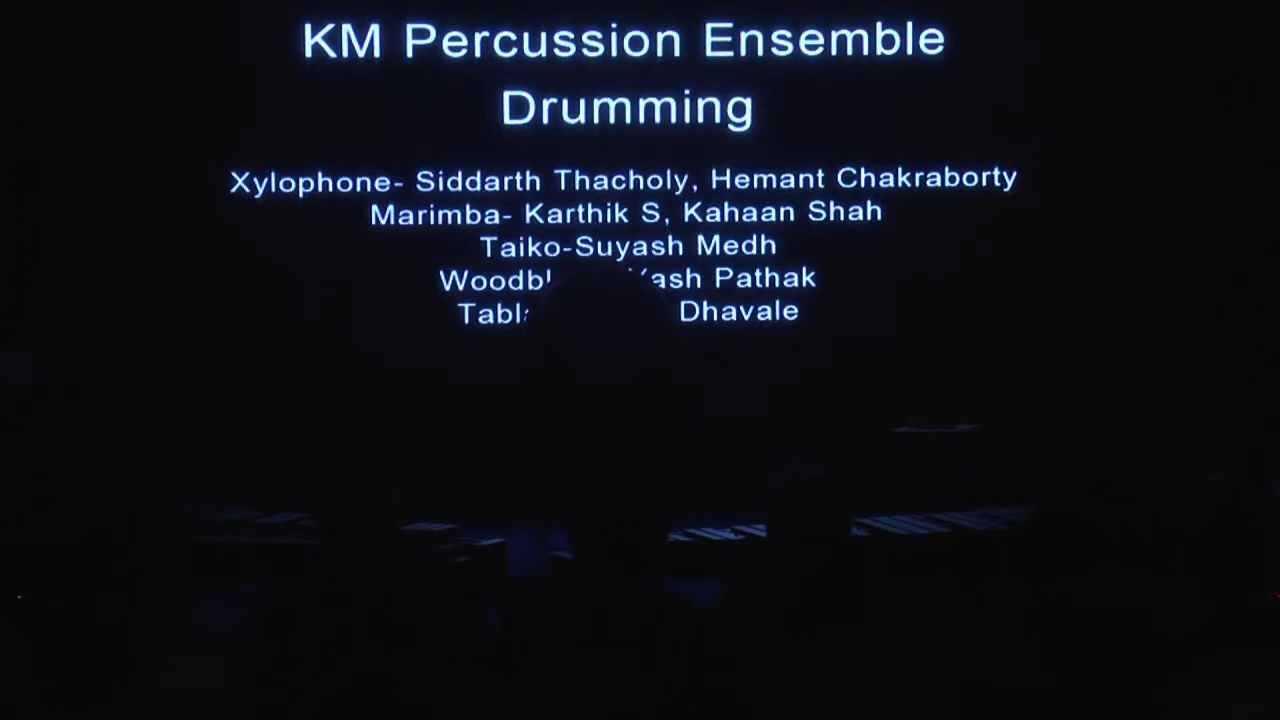 KM Percussion Ensemble
Drumming
Xylophone- Siddarth Thacholy, Hemant Chakraborty
Marimba- Karthik S, Kahaan Shah
Taiko-Suyash Medh
Pathak
Dhavale